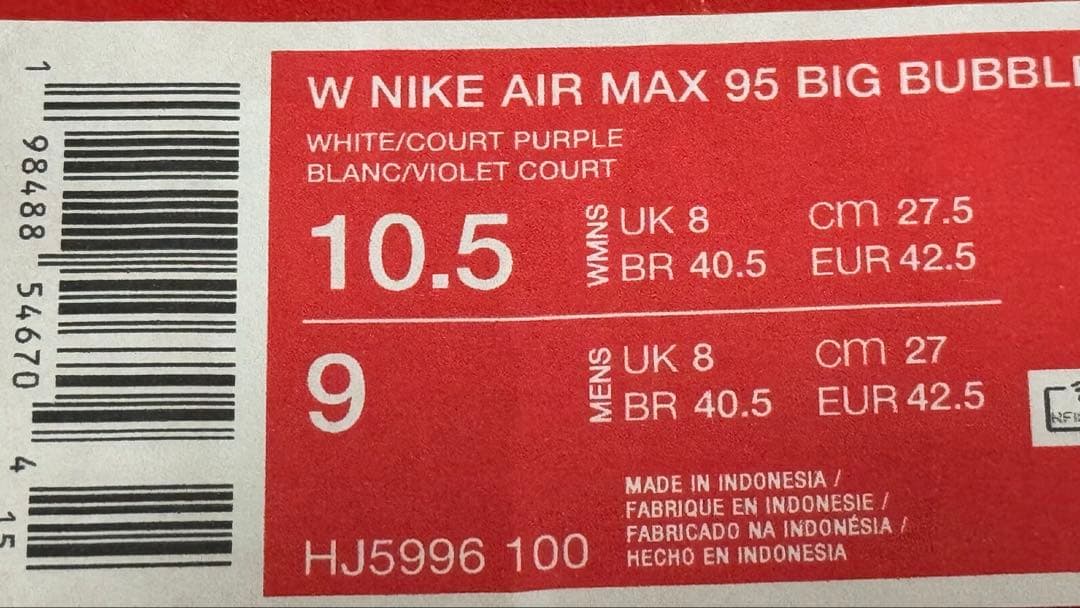 W NIKE AIR MAX 95 BIG BUBBL
WHITE/COURT PURPLE
BLANC/VIOLET COURT
10.5 WMNS UK 8 cm 27.5
BR 40.5 EUR 42.5
9 MENS UK 8 cm 27
BR 40.5 EUR 42.5
MADE IN INDONESIA /
FABRIQUE EN INDONESIE /
FABRICADO NA INDONÉSIA /
HECHO EN INDONESIA
HJ5996 100
1 98488 54670 4 15